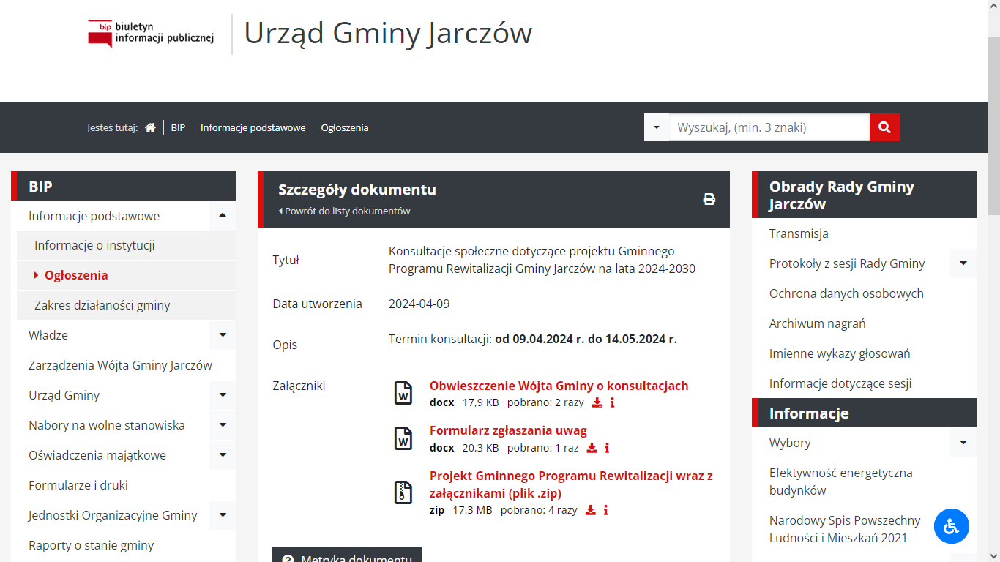 bip biuletyn
informacji publicznej
Urząd Gminy Jarczów
Jesteś tutaj: BIP Informacje podstawowe Ogłoszenia
Wyszukaj, (min. 3 znaki)
BIP
Informacje podstawowe
Informacje o instytucji
Ogłoszenia
Zakres działaności gminy
Władze
Zarządzenia Wójta Gminy Jarczów
Urząd Gminy
Nabory na wolne stanowiska
Oświadczenia majątkowe
Formularze i druki
Jednostki Organizacyjne Gminy
Raporty o stanie gminy
Szczegóły dokumentu
Powrót do listy dokumentów
Tytuł
Konsultacje społeczne dotyczące projektu Gminnego
Programu Rewitalizacji Gminy Jarczów na lata 2024-2030
Data utworzenia
2024-04-09
Opis
Termin konsultacji: od 09.04.2024 r. do 14.05.2024 r.
Załączniki
Obwieszczenie Wójta Gminy o konsultacjach
docx 17,9 KB pobrano: 2 razy
Formularz zgłaszania uwag
docx 20,3 KB pobrano: 1 raz
Projekt Gminnego Programu Rewitalizacji wraz z
załącznikami (plik .zip)
zip 17,3 MB pobrano: 4 razy
Metryka dokumentu
Obrady Rady Gminy
Jarczów
Transmisja
Protokoły z sesji Rady Gminy
Ochrona danych osobowych
Archiwum nagrań
Imienne wykazy głosowań
Informacje dotyczące sesji
Informacje
Wybory
Efektywność energetyczna
budynków
Narodowy Spis Powszechny
Ludności i Mieszkań 2021